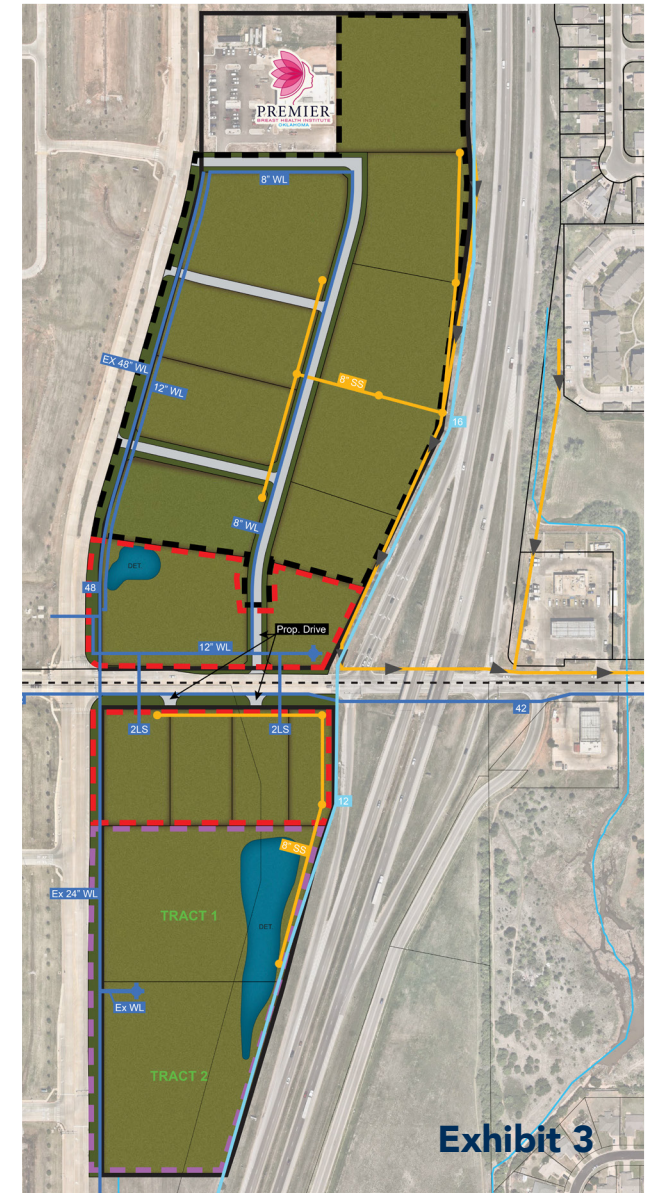 PREMIER
BREAST HEALTH INSTITUTE
OKLAHOMA
8" WL
EX 48" WL
12" WL
8" SS
16
8" WL
DET
48
Prop. Drive
12" WL
2LS
2LS
42
12
8" SS
Ex 24" WL
TRACT 1
DET
Ex WL
TRACT 2
Exhibit 3